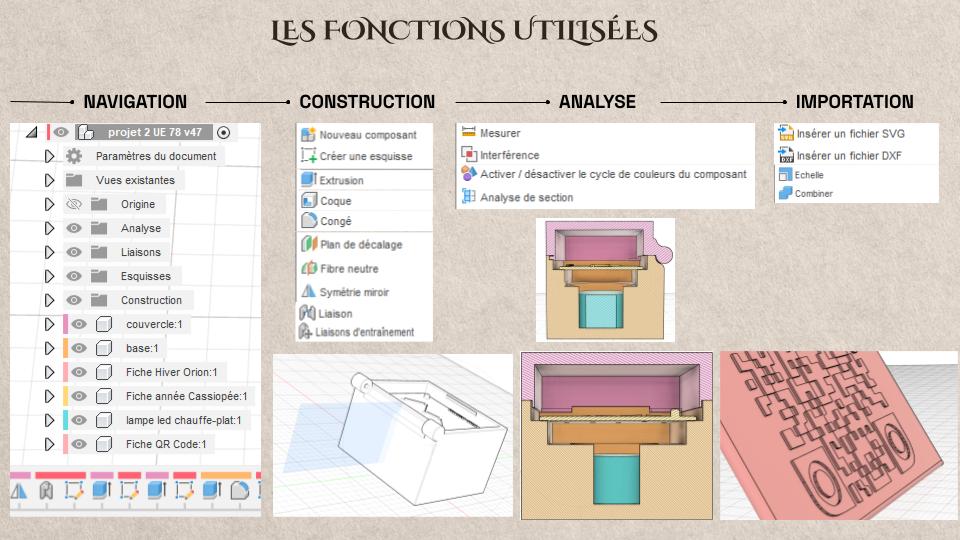 LES FONCTIONS UTILISÉES
NAVIGATION
CONSTRUCTION
ANALYSE
IMPORTATION
projet 2 UE 78 v47
Paramètres du document
Vues existantes
Origine
Analyse
Liaisons
Esquisses
Construction
couvercle:1
base:1
Fiche Hiver Orion:1
Fiche année Cassiopée:1
lampe led chauffe-plat:1
Fiche QR Code:1
Nouveau composant
Créer une esquisse
Extrusion
Coque
Congé
Plan de décalage
Fibre neutre
Symétrie miroir
Liaison
Liaisons d'entraînement
Mesurer
Interférence
Activer / désactiver le cycle de couleurs du composant
Analyse de section
Insérer un fichier SVG
DXF Insérer un fichier DXF
Echelle
Combiner